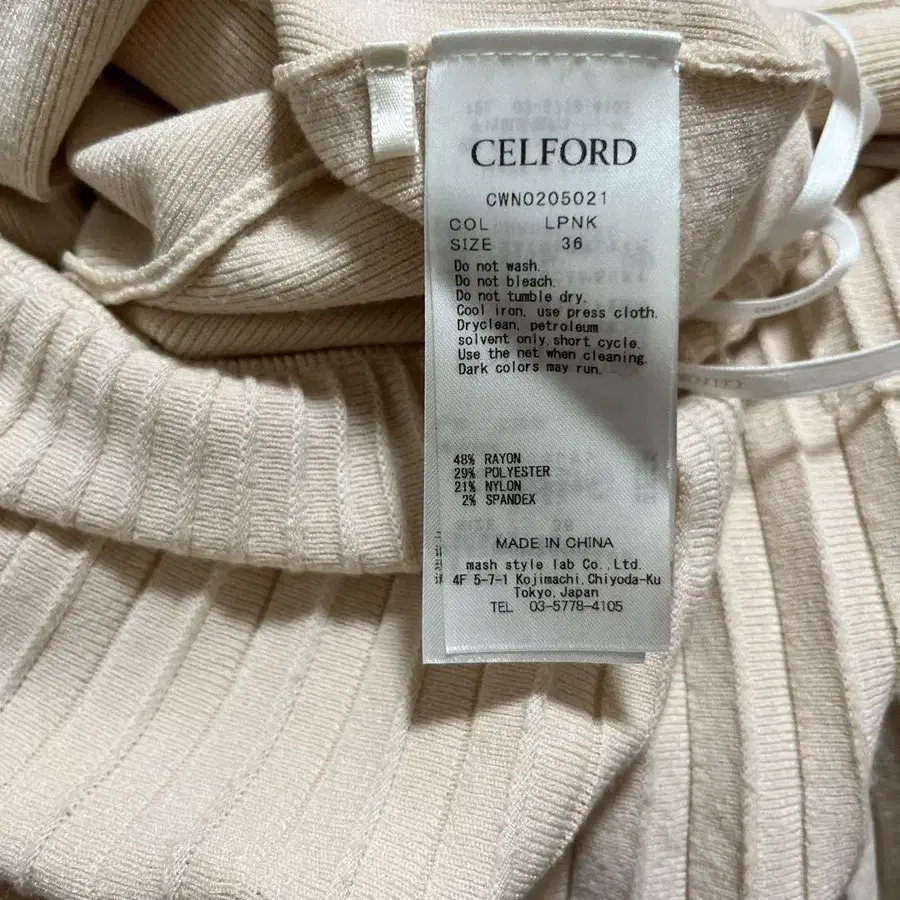 CELFORD
CWN0205021
COL LPNK
SIZE 36
Do not wash.
Do not bleach.
Do not tumble dry.
Cool iron, use press cloth.
Dryclean, petroleum
solvent only, short cycle.
Use the net when cleaning.
Dark colors may run.
48% RAYON
29% POLYESTER
21% NYLON
2% SPANDEX
MADE IN CHINA
mash style lab Co., Ltd.
4F 5-7-1 Kojimachi, Chiyoda-Ku
Tokyo, Japan
TEL 03-5778-4105